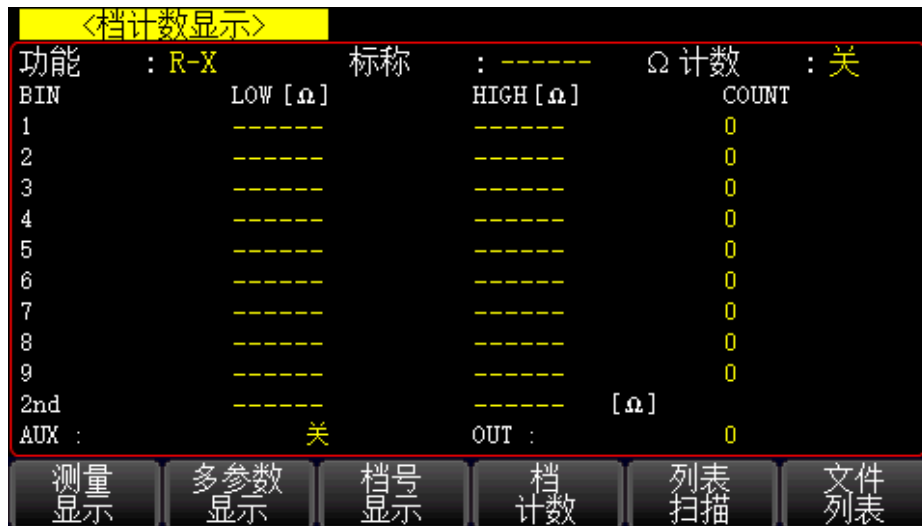 <档计数显示>
功能 : R-X 标称 : ------ Ω 计数 : 关
BIN LOW [Ω] HIGH [Ω] COUNT
1 ------ ------ 0
2 ------ ------ 0
3 ------ ------ 0
4 ------ ------ 0
5 ------ ------ 0
6 ------ ------ 0
7 ------ ------ 0
8 ------ ------ 0
9 ------ ------ 0
2nd ------ ------ [Ω]
AUX : 关 OUT : 0
测量 多参数 档号 档 列表 文件
显示 显示 显示 计数 扫描 列表